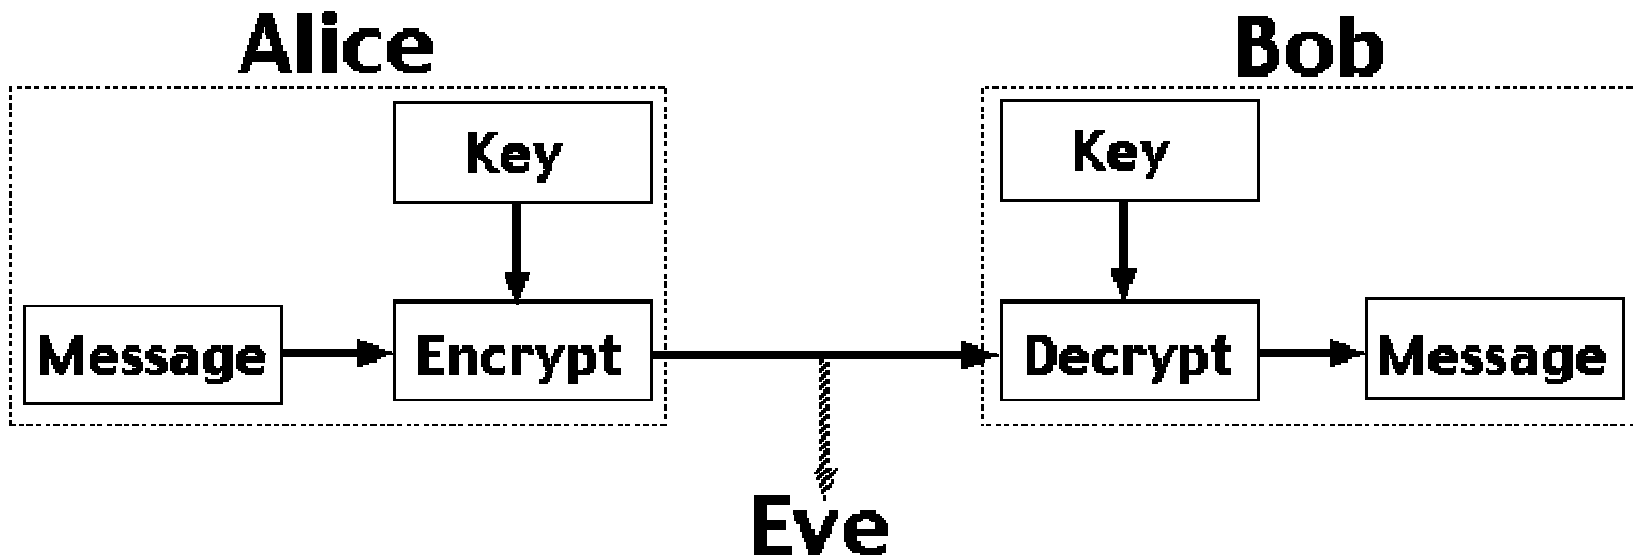 Alice
Bob
Key
Key
Message
Encrypt
Decrypt
Message
Eve